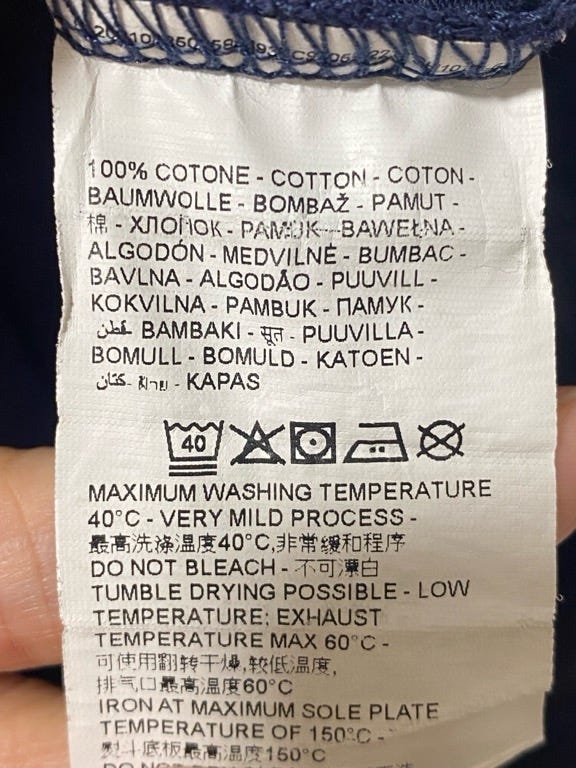 100% COTONE - COTTON - COTON -
BAUMWOLLE - BOMBAŽ - PAMUT -
棉 - ХЛОПОК - PAMUK - BAWEŁNA -
ALGODÓN - MEDVILNĖ - BUMBAC -
BAVLNA - ALGODÃO - PUUVILL -
KOKVILNA - PAMBUK - ПАМУК -
قطن BAMBAKI - सूत - PUUVILLA -
BOMULL - BOMULD - KATOEN -
كتان - ฝ้าย - KAPAS
40
MAXIMUM WASHING TEMPERATURE
40°C - VERY MILD PROCESS -
最高洗涤温度40°C,非常缓和程序
DO NOT BLEACH - 不可漂白
TUMBLE DRYING POSSIBLE - LOW
TEMPERATURE: EXHAUST
TEMPERATURE MAX 60°C -
可使用翻转干燥,较低温度,
排气口最高温度60°C
IRON AT MAXIMUM SOLE PLATE
TEMPERATURE OF 150°C -
熨斗底板最高温度150°C
DO NOT